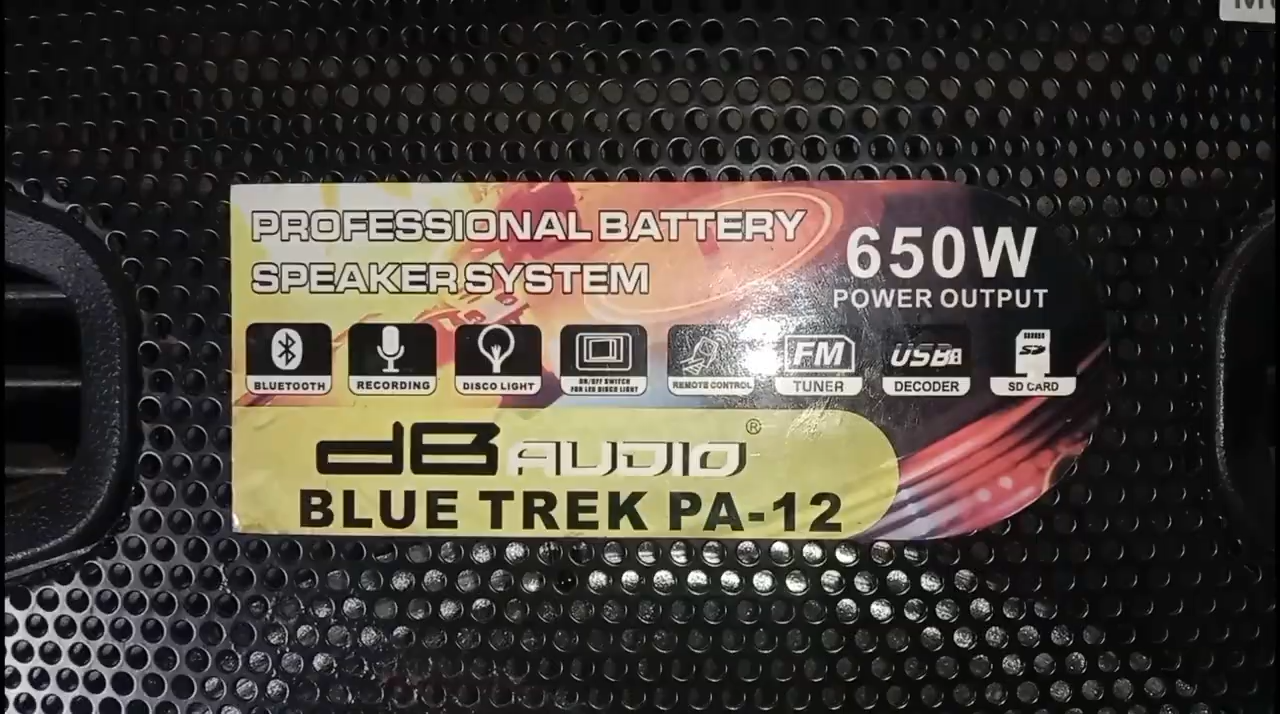 PROFESSIONAL BATTERY
SPEAKER SYSTEM
650W
POWER OUTPUT
BLUETOOTH
RECORDING
DISCO LIGHT
ON/OFF SWITCH
FOR LED DISCO LIGHT
REMOTE CONTROL
FM
TUNER
USB
DECODER
SD
SD CARD
dB AUDIO®
BLUE TREK PA-12